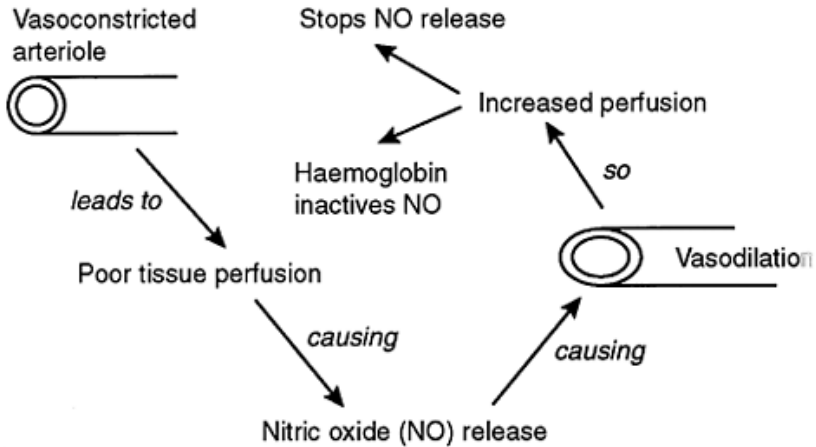 Vasoconstricted
arteriole
Stops NO release
Increased perfusion
Haemoglobin
inactives NO
leads to
so
Poor tissue perfusion
Vasodilation
causing
causing
Nitric oxide (NO) release